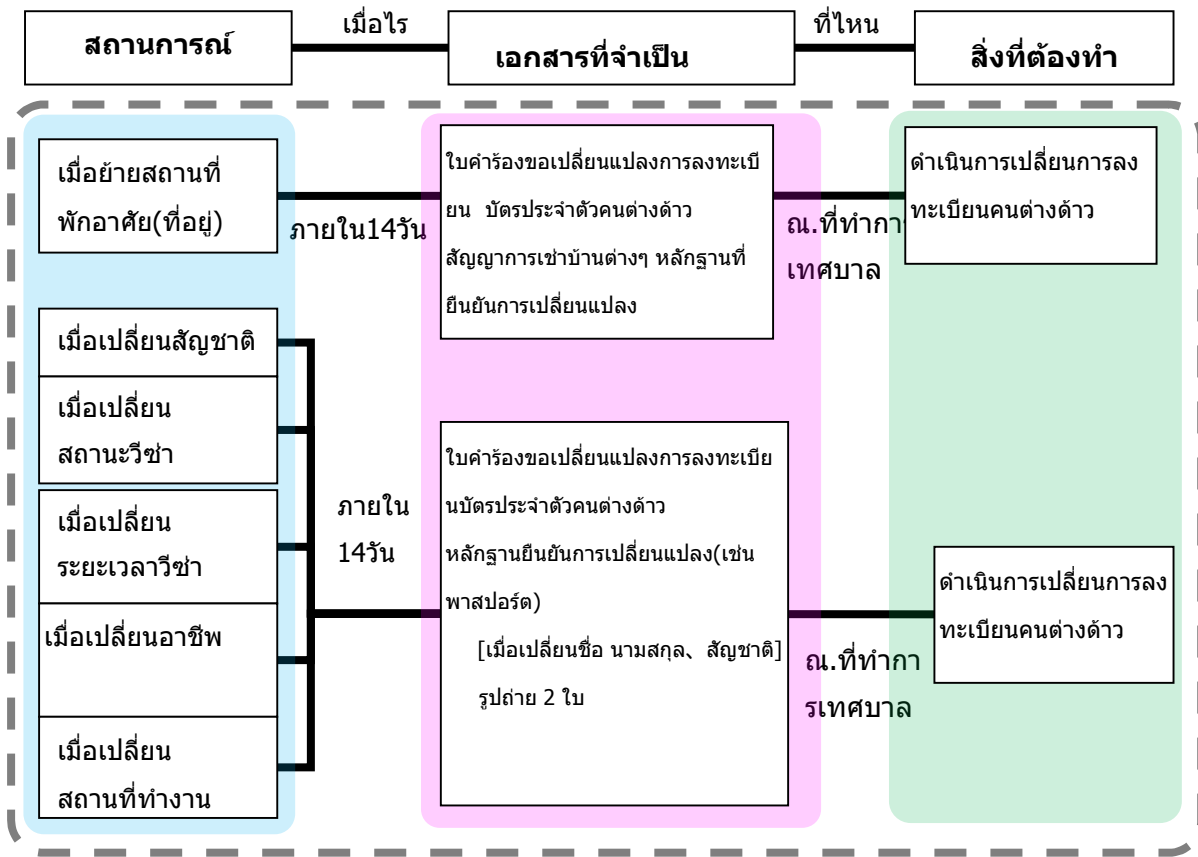 สถานการณ์
เมื่อไร
เอกสารที่จำเป็น
ที่ไหน
สิ่งที่ต้องทำ
เมื่อย้ายสถานที่
พักอาศัย(ที่อยู่)
ภายใน14วัน
ใบคำร้องขอเปลี่ยนแปลงการลงทะเบี
ยน บัตรประจำตัวคนต่างด้าว
สัญญาการเช่าบ้านต่างๆ หลักฐานที่
ยืนยันการเปลี่ยนแปลง
ณ.ที่ทำการ
เทศบาล
ดำเนินการเปลี่ยนการลง
ทะเบียนคนต่างด้าว
เมื่อเปลี่ยนสัญชาติ
เมื่อเปลี่ยน
สถานะวีซ่า
เมื่อเปลี่ยน
ระยะเวลาวีซ่า
เมื่อเปลี่ยนอาชีพ
เมื่อเปลี่ยน
สถานที่ทำงาน
ภายใน
14วัน
ใบคำร้องขอเปลี่ยนแปลงการลงทะเบีย
นบัตรประจำตัวคนต่างด้าว
หลักฐานยืนยันการเปลี่ยนแปลง(เช่น
พาสปอร์ต)
[เมื่อเปลี่ยนชื่อ นามสกุล、สัญชาติ]
รูปถ่าย 2 ใบ
ณ.ที่ทำกา
รเทศบาล
ดำเนินการเปลี่ยนการลง
ทะเบียนคนต่างด้าว